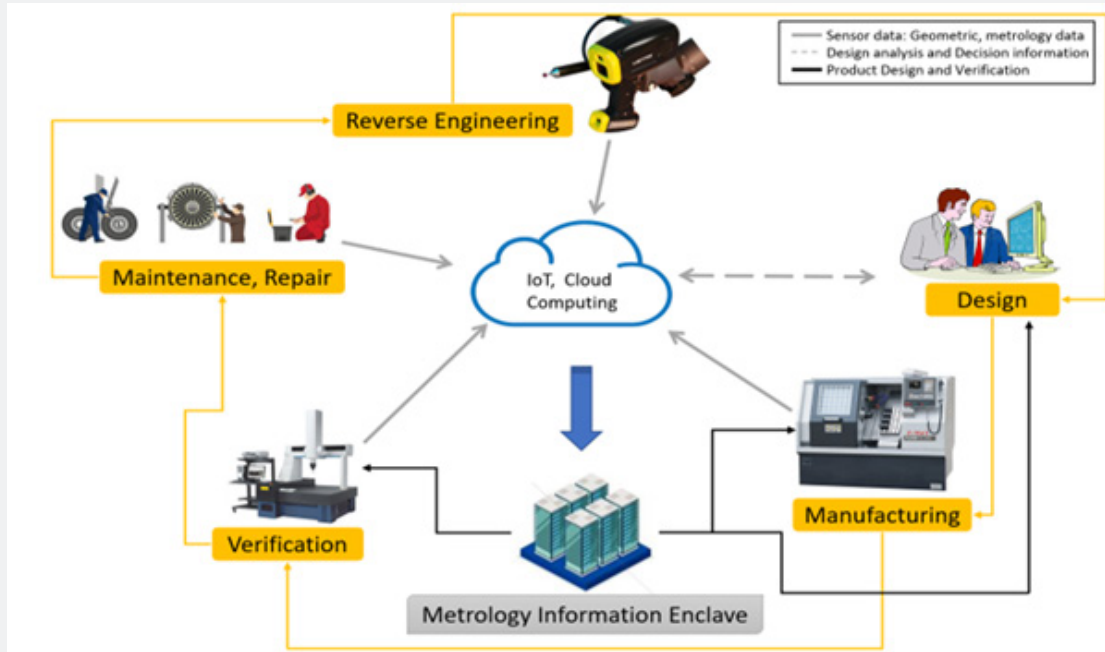 Sensor data: Geometric, metrology data
Design analysis and Decision information
Product Design and Verification
Reverse Engineering
Maintenance, Repair
IoT, Cloud
Computing
Design
Manufacturing
Verification
Metrology Information Enclave